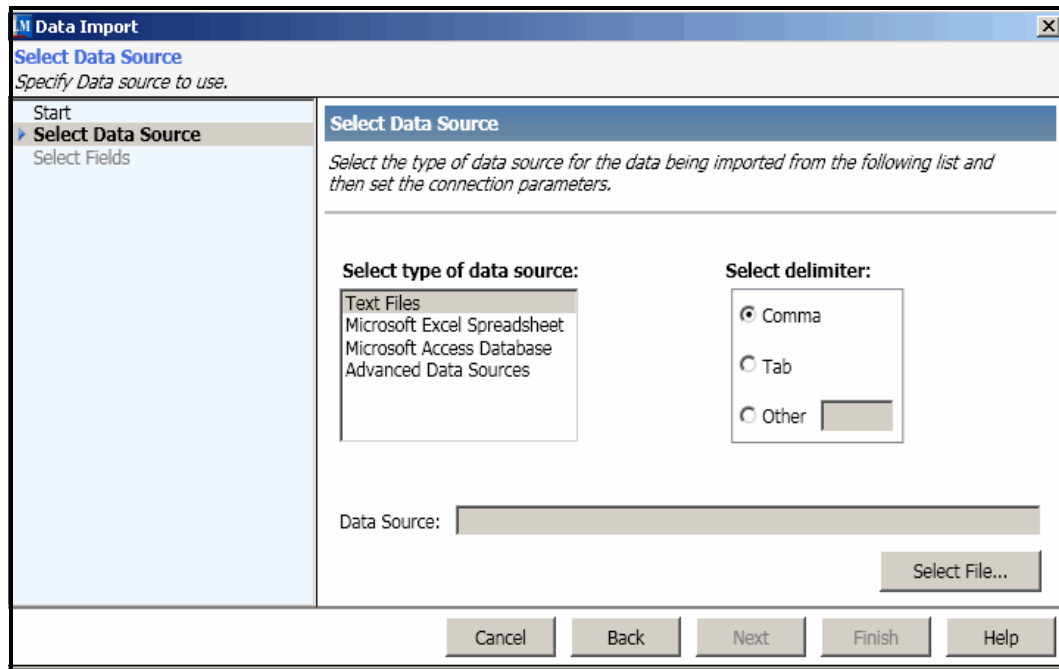 LM Data Import
Select Data Source
Specify Data source to use.
Start
Select Data Source
Select Fields
Select Data Source
Select the type of data source for the data being imported from the following list and
then set the connection parameters.
Select type of data source:
Text Files
Microsoft Excel Spreadsheet
Microsoft Access Database
Advanced Data Sources
Select delimiter:
Comma
Tab
Other
Data Source:
Select File...
Cancel Back Next Finish Help